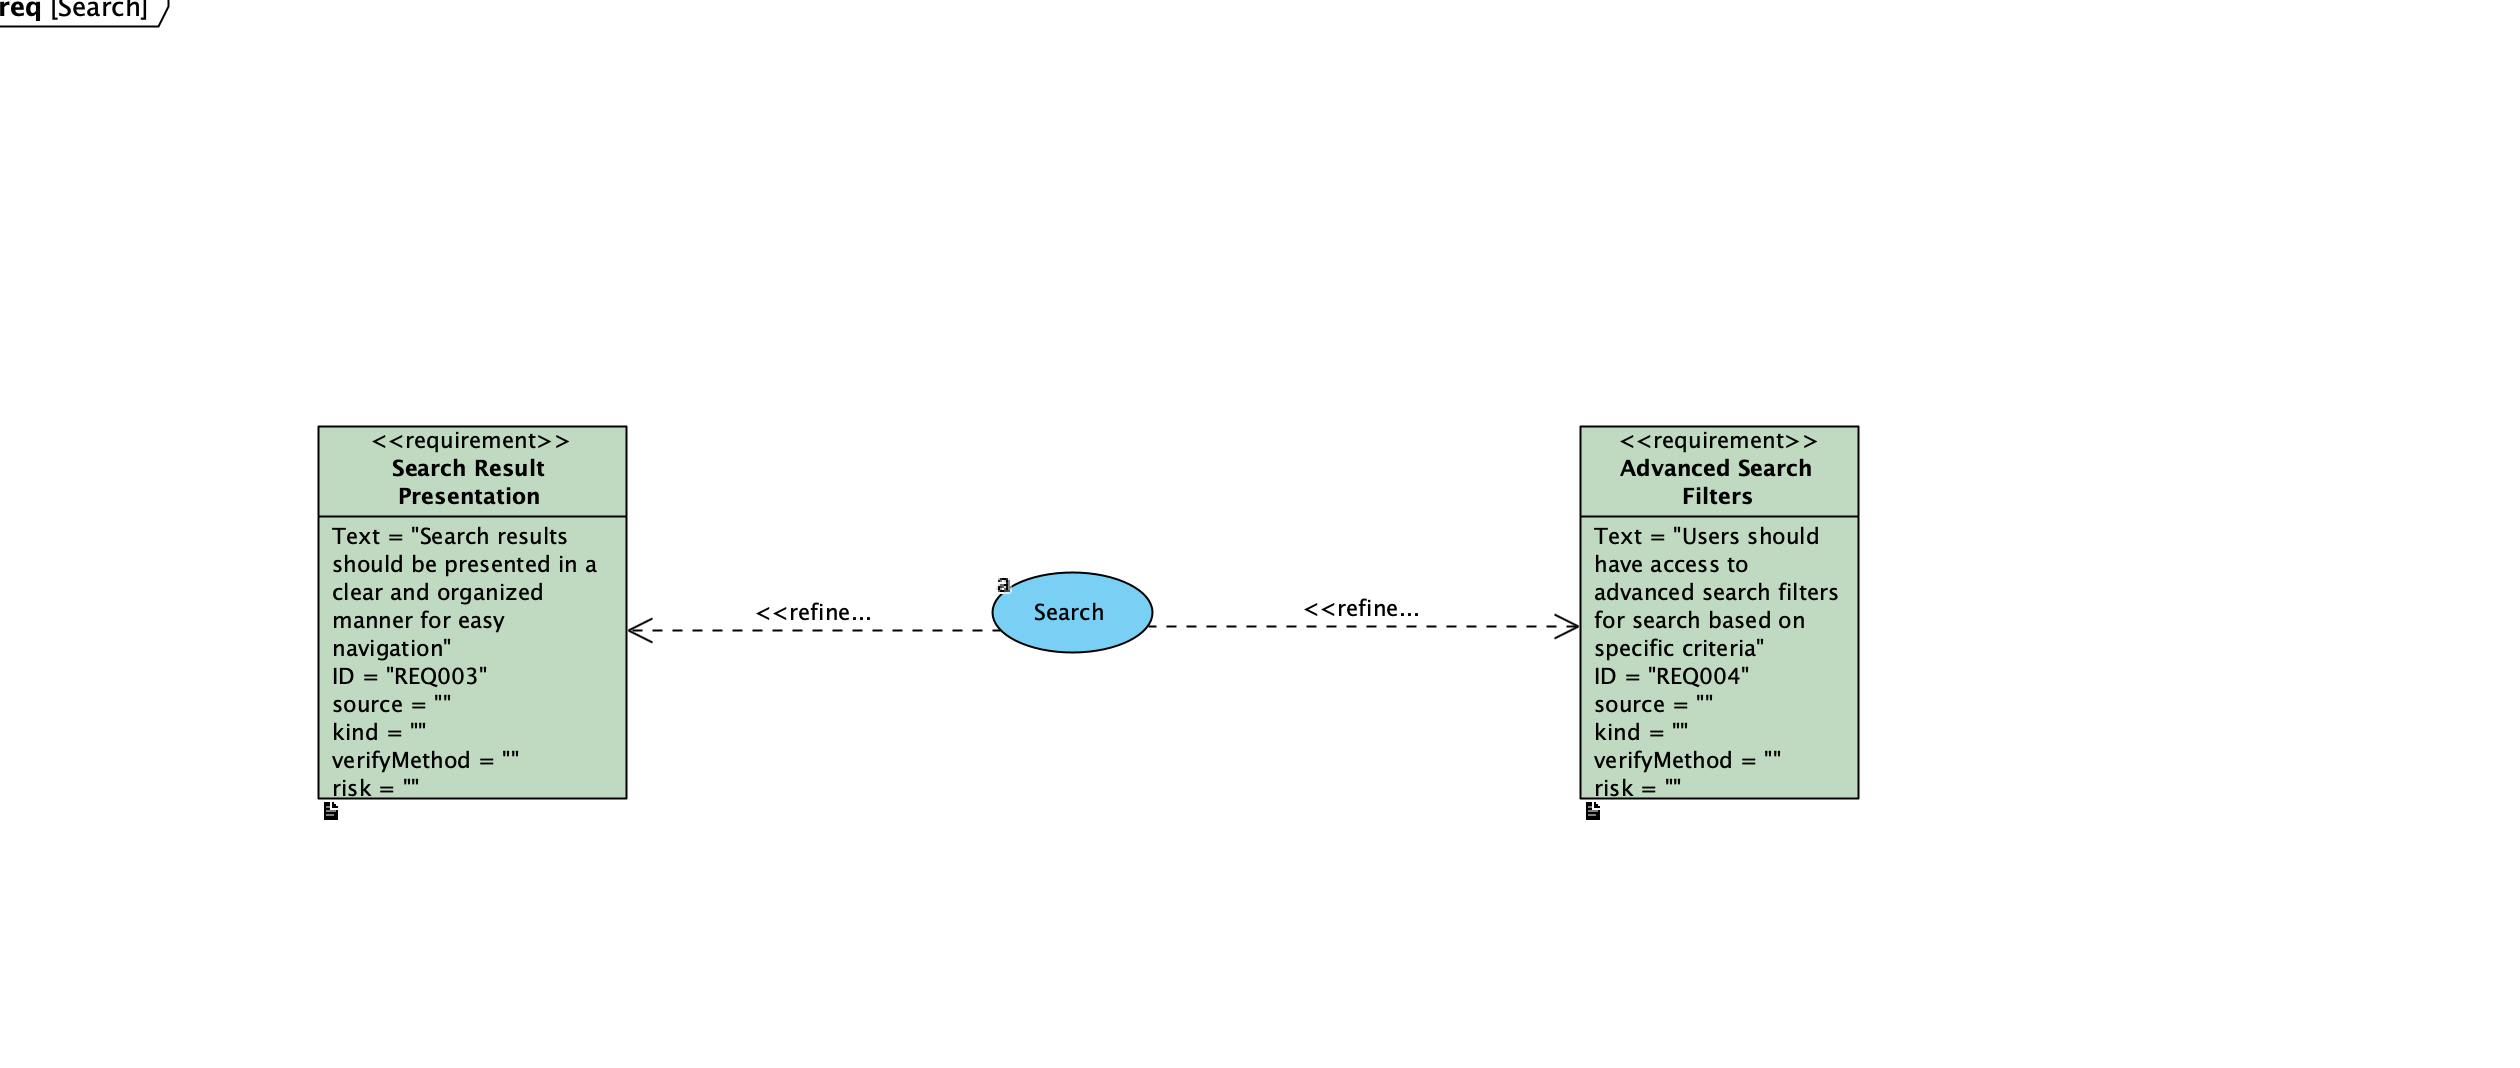 req [Search]
<<requirement>>
Search Result
Presentation
Text = "Search results
should be presented in a
clear and organized
manner for easy
navigation"
ID = "REQ003"
source = ""
kind = ""
verifyMethod = ""
risk = ""
<<refine...
a
Search
<<refine...
<<requirement>>
Advanced Search
Filters
Text = "Users should
have access to
advanced search filters
for search based on
specific criteria"
ID = "REQ004"
source = ""
kind = ""
verifyMethod = ""
risk = ""